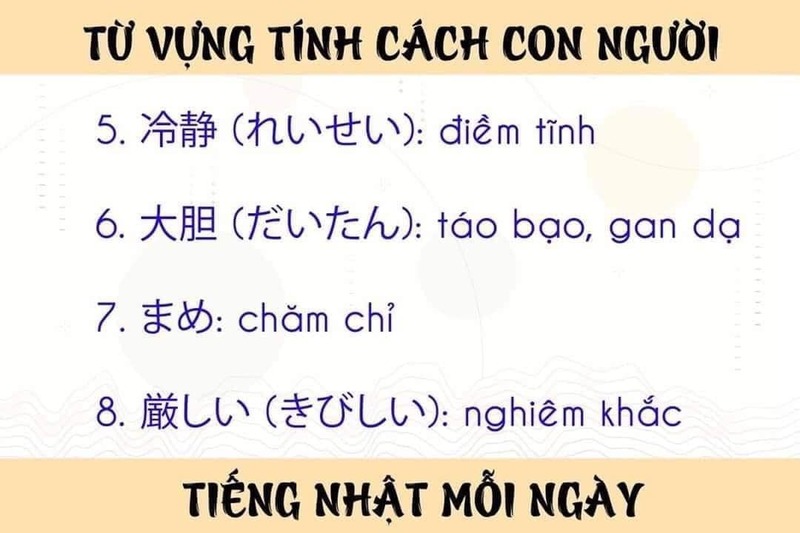 TỪ VỰNG TÍNH CÁCH CON NGƯỜI
5. 冷静 (れいせい): điềm tĩnh
6. 大胆 (だいたん): táo bạo, gan dạ
7. まめ: chăm chỉ
8. 厳しい (きびしい): nghiêm khắc
TIẾNG NHẬT MỖI NGÀY